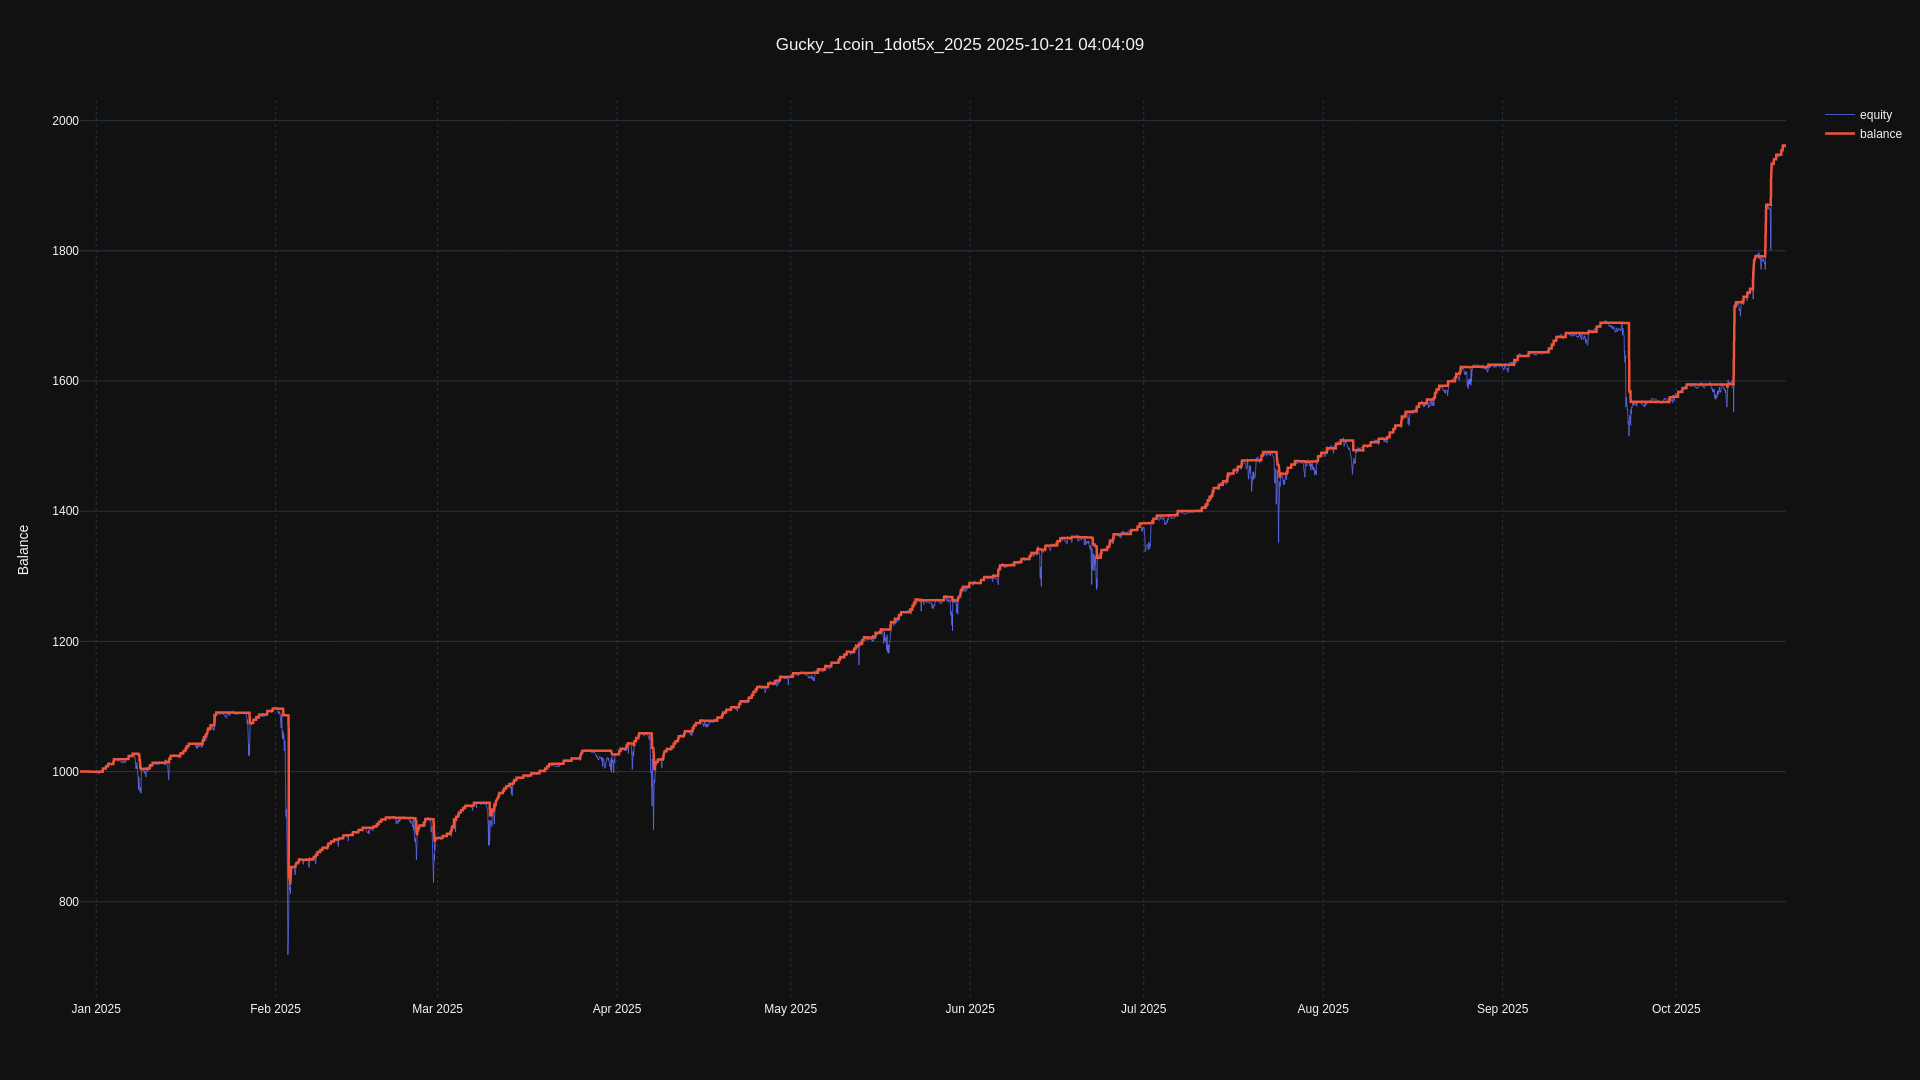 Gucky_1coin_1dot5x_2025 2025-10-21 04:04:09
equity
balance
2000
1800
1600
1400
1200
1000
800
Balance
Jan 2025
Feb 2025
Mar 2025
Apr 2025
May 2025
Jun 2025
Jul 2025
Aug 2025
Sep 2025
Oct 2025